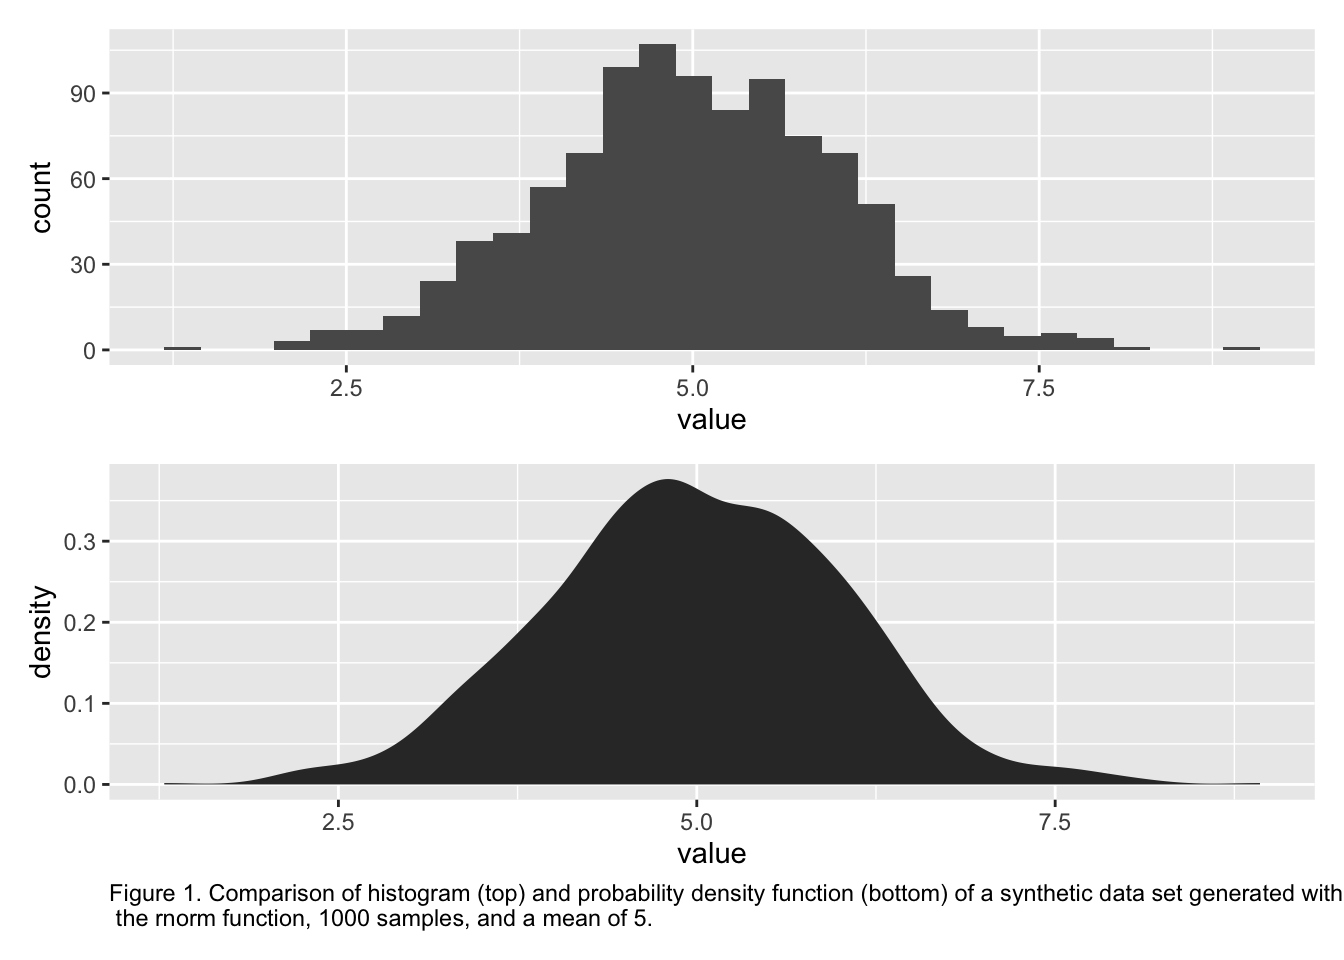 90
60
30
0
count
2.5 5.0 7.5
value
0.3
0.2
0.1
0.0
density
2.5 5.0 7.5
value
Figure 1. Comparison of histogram (top) and probability density function (bottom) of a synthetic data set generated with
the rnorm function, 1000 samples, and a mean of 5.